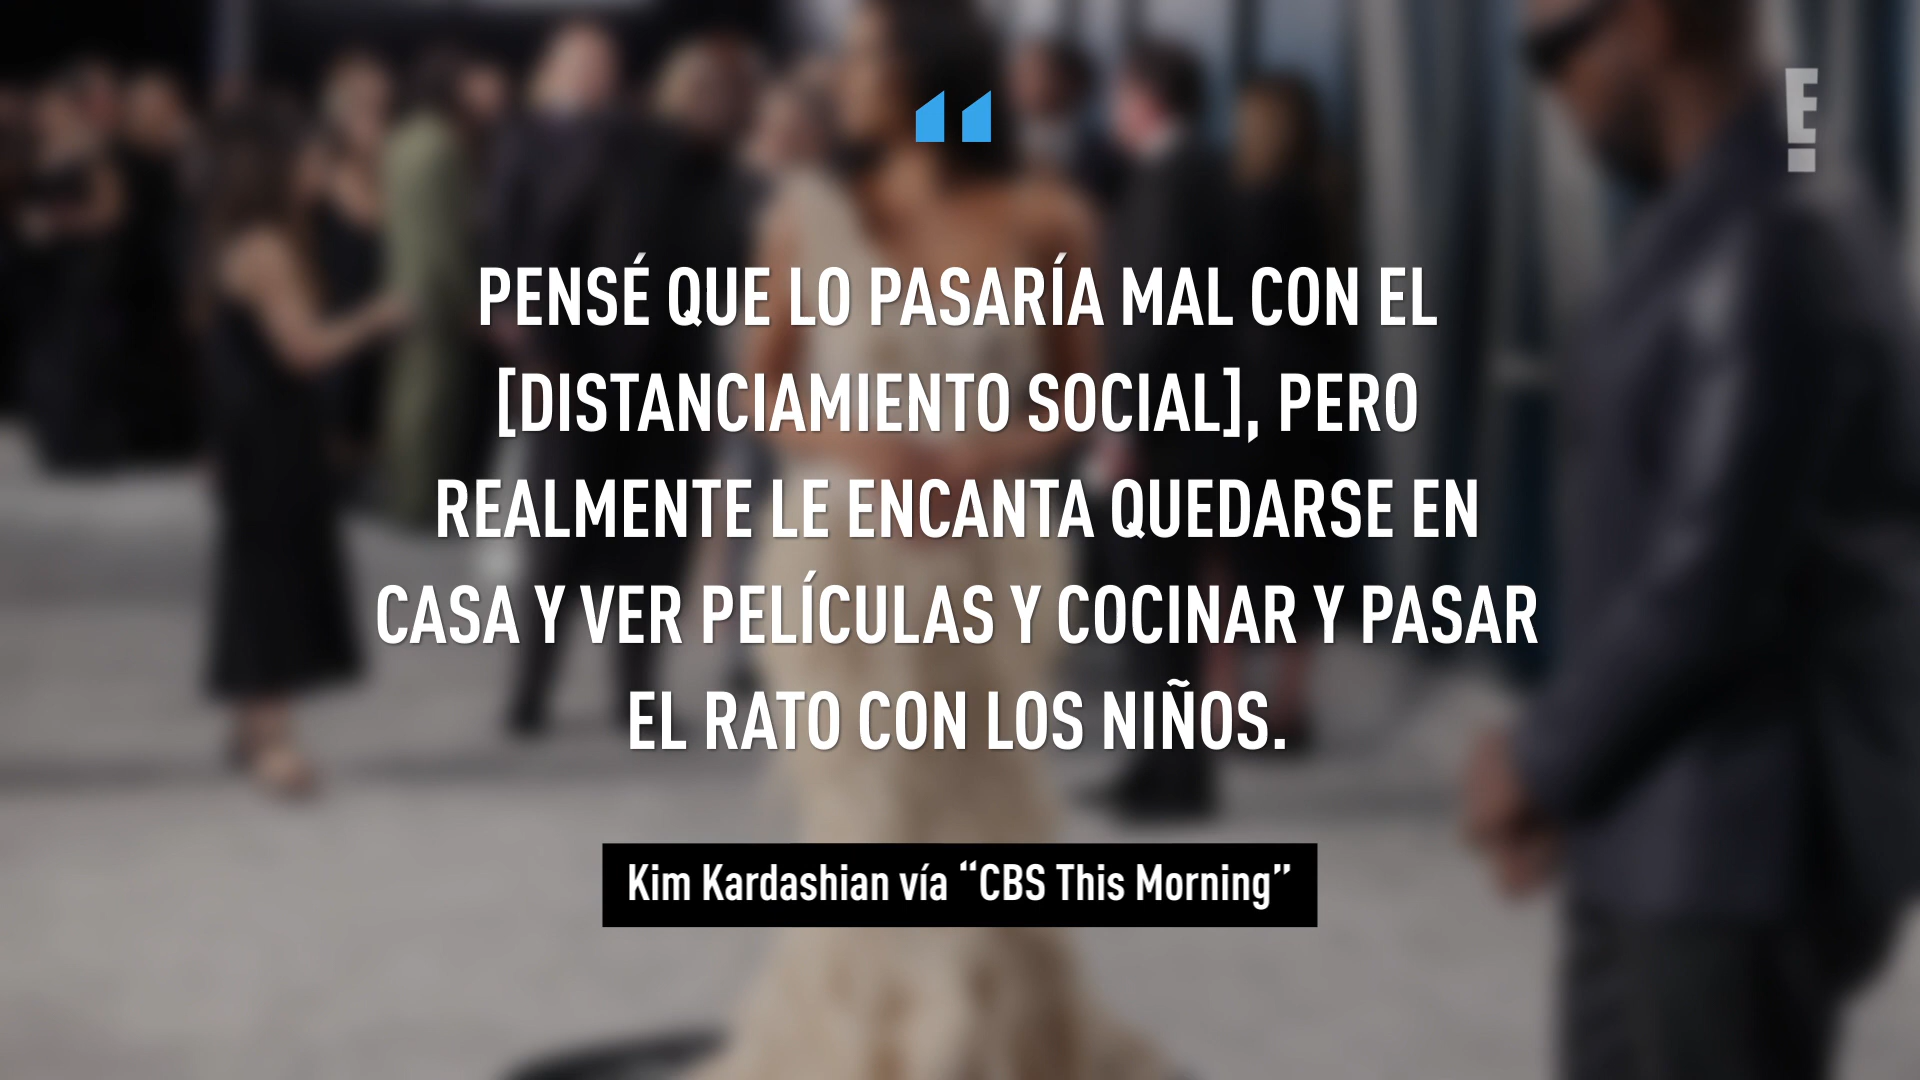 E!
PENSÉ QUE LO PASARÍA MAL CON EL
[DISTANCIAMIENTO SOCIAL], PERO
REALMENTE LE ENCANTA QUEDARSE EN
CASA Y VER PELÍCULAS Y COCINAR Y PASAR
EL RATO CON LOS NIÑOS.
Kim Kardashian vía “CBS This Morning”